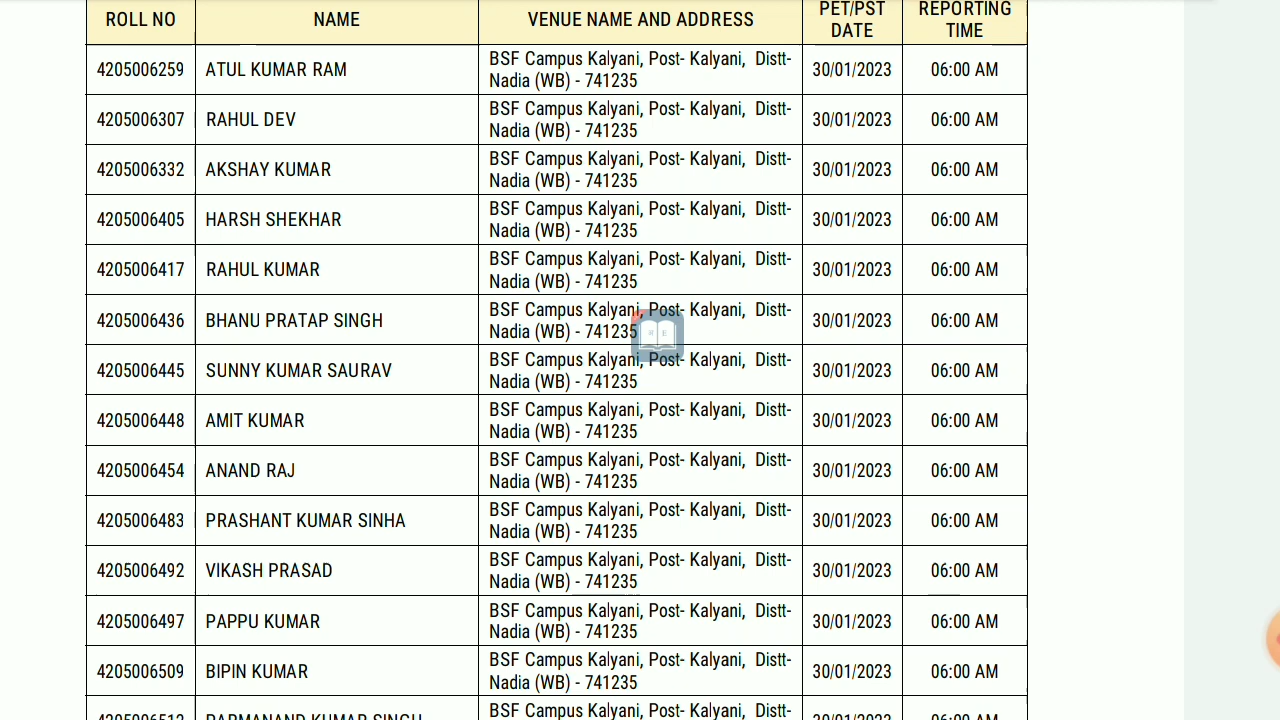 ROLL NO NAME VENUE NAME AND ADDRESS PET/PST DATE REPORTING TIME
4205006259 ATUL KUMAR RAM BSF Campus Kalyani, Post- Kalyani, Distt-
Nadia (WB) - 741235 30/01/2023 06:00 AM
4205006307 RAHUL DEV BSF Campus Kalyani, Post- Kalyani, Distt-
Nadia (WB) - 741235 30/01/2023 06:00 AM
4205006332 AKSHAY KUMAR BSF Campus Kalyani, Post- Kalyani, Distt-
Nadia (WB) - 741235 30/01/2023 06:00 AM
4205006405 HARSH SHEKHAR BSF Campus Kalyani, Post- Kalyani, Distt-
Nadia (WB) - 741235 30/01/2023 06:00 AM
4205006417 RAHUL KUMAR BSF Campus Kalyani, Post- Kalyani, Distt-
Nadia (WB) - 741235 30/01/2023 06:00 AM
4205006436 BHANU PRATAP SINGH BSF Campus Kalyani, Post- Kalyani, Distt-
Nadia (WB) - 741235 30/01/2023 06:00 AM
4205006445 SUNNY KUMAR SAURAV BSF Campus Kalyani, Post- Kalyani, Distt-
Nadia (WB) - 741235 30/01/2023 06:00 AM
4205006448 AMIT KUMAR BSF Campus Kalyani, Post- Kalyani, Distt-
Nadia (WB) - 741235 30/01/2023 06:00 AM
4205006454 ANAND RAJ BSF Campus Kalyani, Post- Kalyani, Distt-
Nadia (WB) - 741235 30/01/2023 06:00 AM
4205006483 PRASHANT KUMAR SINHA BSF Campus Kalyani, Post- Kalyani, Distt-
Nadia (WB) - 741235 30/01/2023 06:00 AM
4205006492 VIKASH PRASAD BSF Campus Kalyani, Post- Kalyani, Distt-
Nadia (WB) - 741235 30/01/2023 06:00 AM
4205006497 PAPPU KUMAR BSF Campus Kalyani, Post- Kalyani, Distt-
Nadia (WB) - 741235 30/01/2023 06:00 AM
4205006509 BIPIN KUMAR BSF Campus Kalyani, Post- Kalyani, Distt-
Nadia (WB) - 741235 30/01/2023 06:00 AM
BSF Campus Kalyani, Post- Kalyani, Distt-